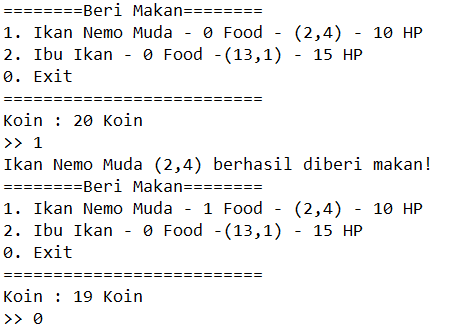 ========Beri Makan========
1. Ikan Nemo Muda - 0 Food - (2,4) - 10 HP
2. Ibu Ikan - 0 Food -(13,1) - 15 HP
0. Exit
==========================
Koin : 20 Koin
>> 1
Ikan Nemo Muda (2,4) berhasil diberi makan!
========Beri Makan========
1. Ikan Nemo Muda - 1 Food - (2,4) - 10 HP
2. Ibu Ikan - 0 Food -(13,1) - 15 HP
0. Exit
==========================
Koin : 19 Koin
>> 0